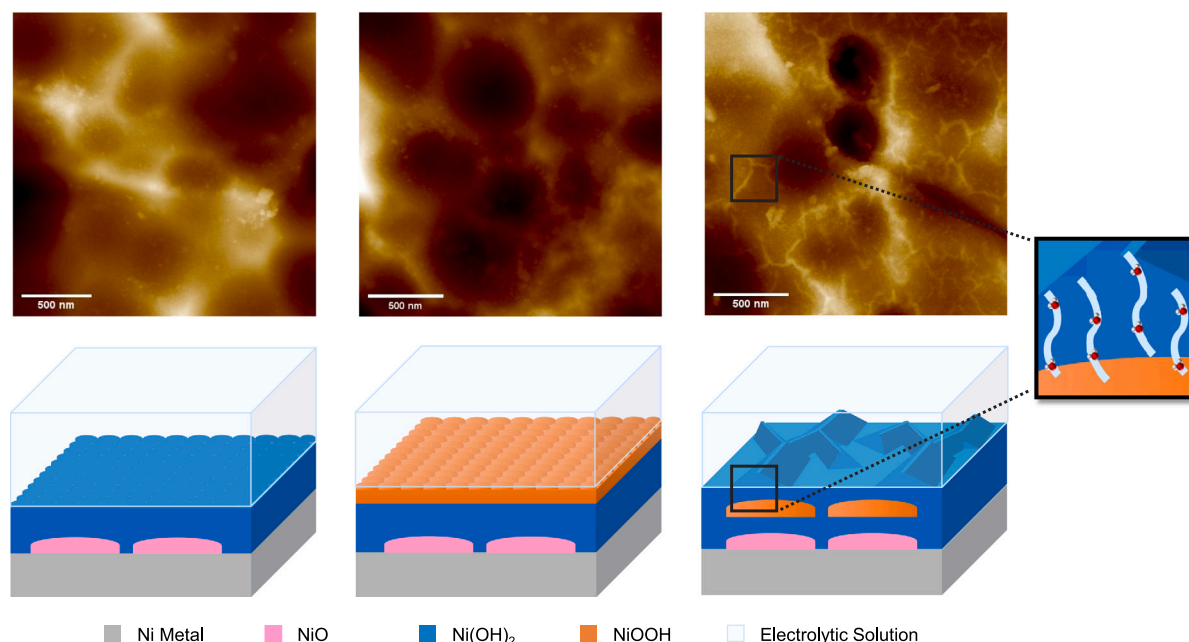 500 nm
500 nm
500 nm
Ni Metal
NiO
Ni(OH)₂
NiOOH
Electrolytic Solution